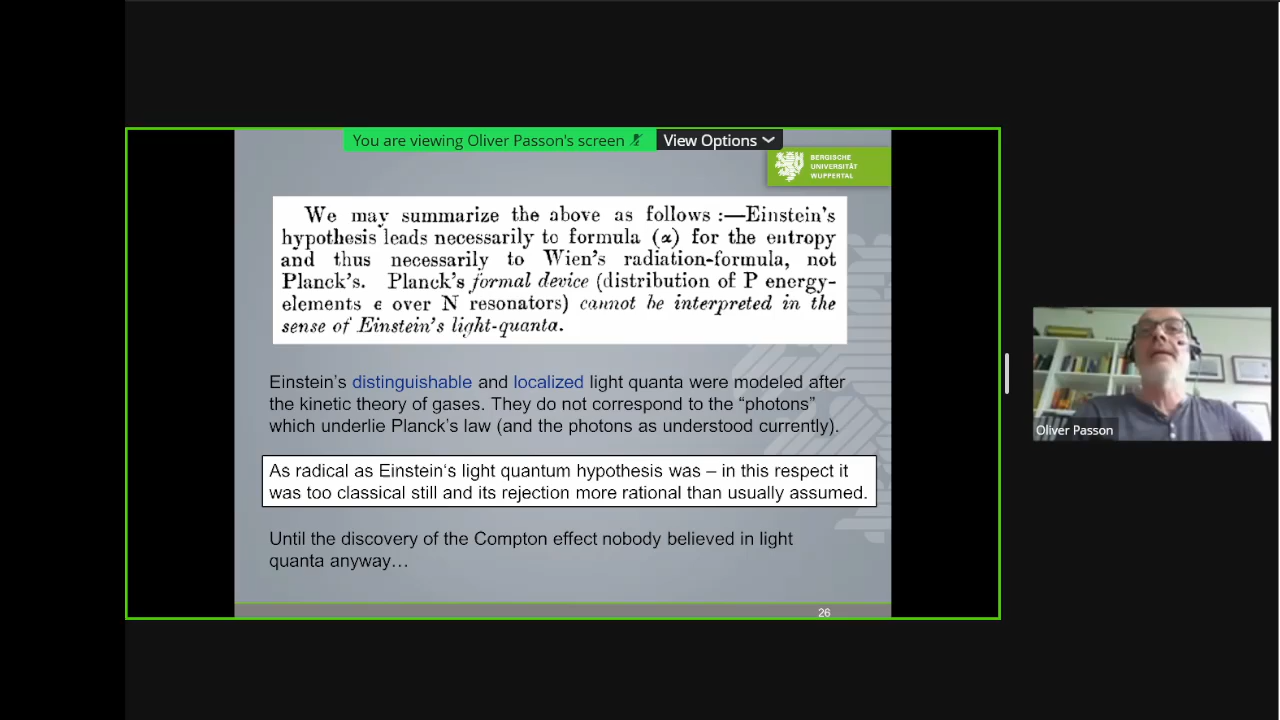 You are viewing Oliver Passon's screen
View Options
BERGISCHE
UNIVERSITÄT
WUPPERTAL
We may summarize the above as follows :—Einstein's
hypothesis leads necessarily to formula (α) for the entropy
and thus necessarily to Wien's radiation-formula, not
Planck's. Planck's formal device (distribution of P energy-
elements ϵ over N resonators) cannot be interpreted in the
sense of Einstein's light-quanta.
Einstein's distinguishable and localized light quanta were modeled after
the kinetic theory of gases. They do not correspond to the “photons”
which underlie Planck's law (and the photons as understood currently).
As radical as Einstein‘s light quantum hypothesis was – in this respect it
was too classical still and its rejection more rational than usually assumed.
Until the discovery of the Compton effect nobody believed in light
quanta anyway…
26
Oliver Passon